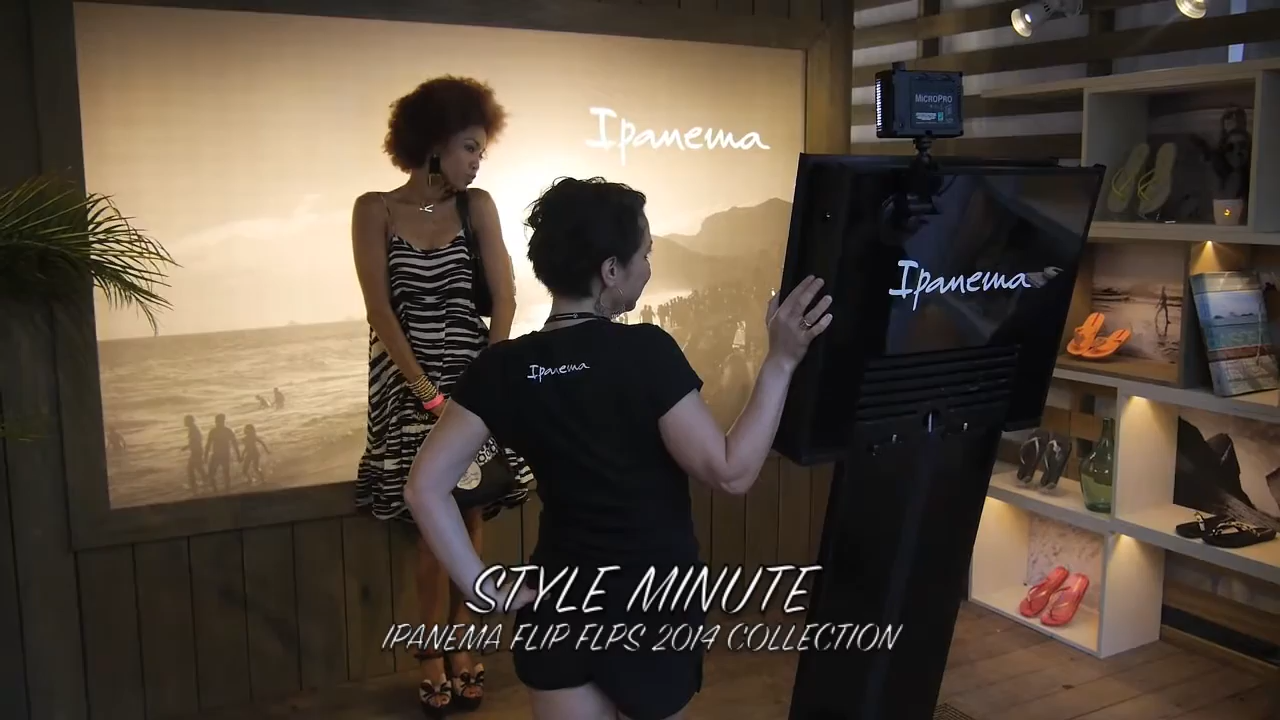 Ipanema
MICROPRO
Ipanema
Ipanema
STYLE MINUTE
IPANEMA FLIP FLPS 2014 COLLECTION